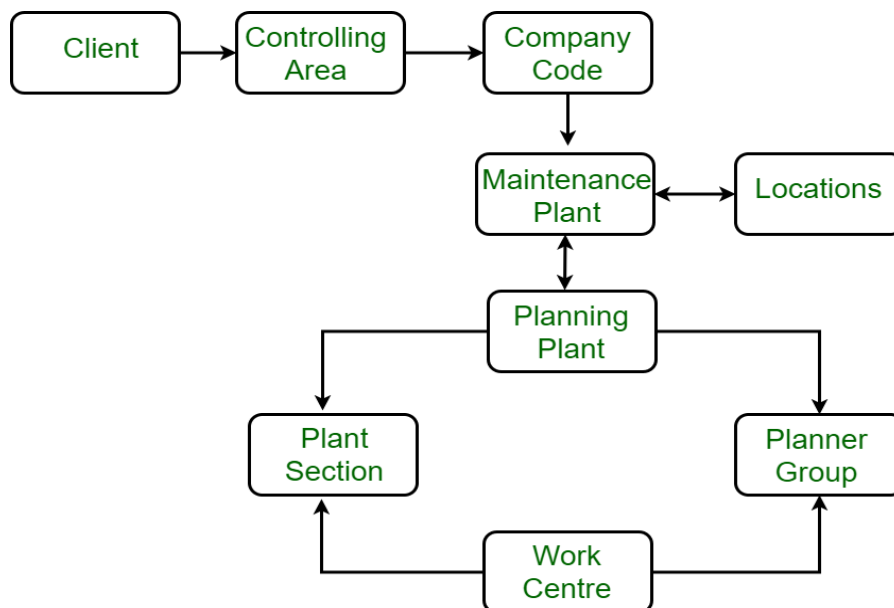 Client
Controlling
Area
Company
Code
Maintenance
Plant
Locations
Planning
Plant
Plant
Section
Planner
Group
Work
Centre